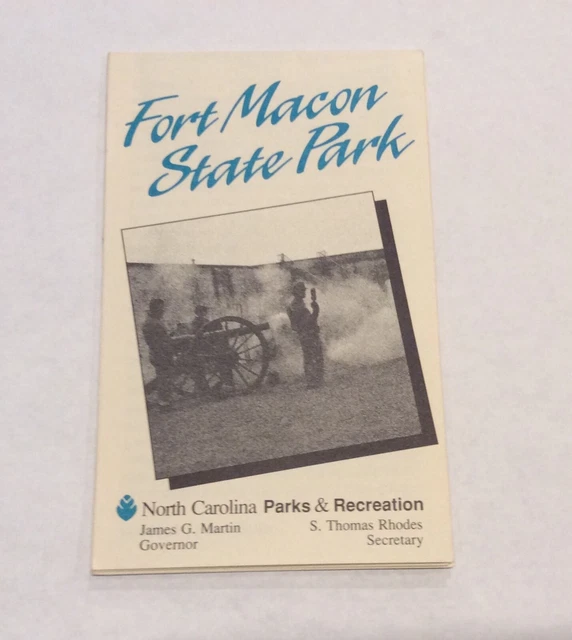 Fort Macon
State Park
North Carolina Parks & Recreation
James G. Martin S. Thomas Rhodes
Governor Secretary